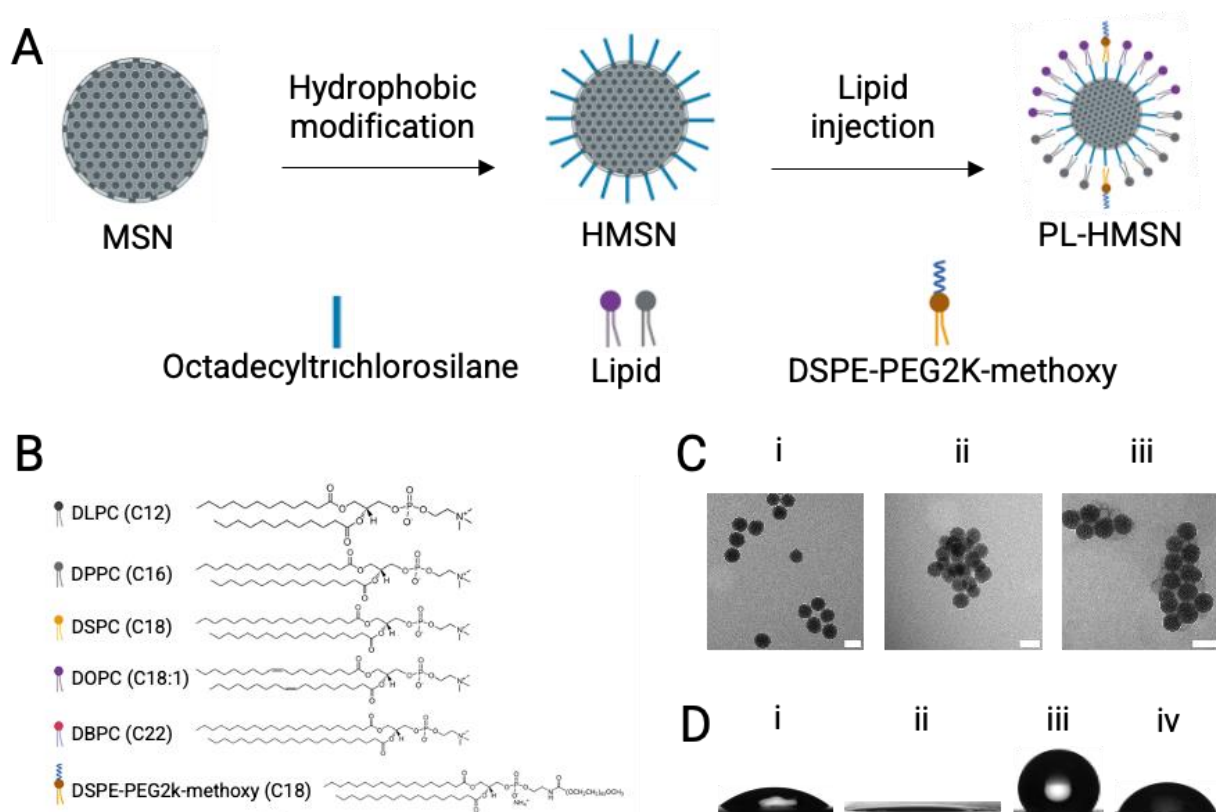 A
Hydrophobic
modification
Lipid
injection
MSN
HMSN
PL-HMSN
Octadecyltrichlorosilane
Lipid
DSPE-PEG2K-methoxy
B
DLPC (C12)
DPPC (C16)
DSPC (C18)
DOPC (C18:1)
DBPC (C22)
DSPE-PEG2k-methoxy (C18)
C
i
ii
iii
D
i
ii
iii
iv